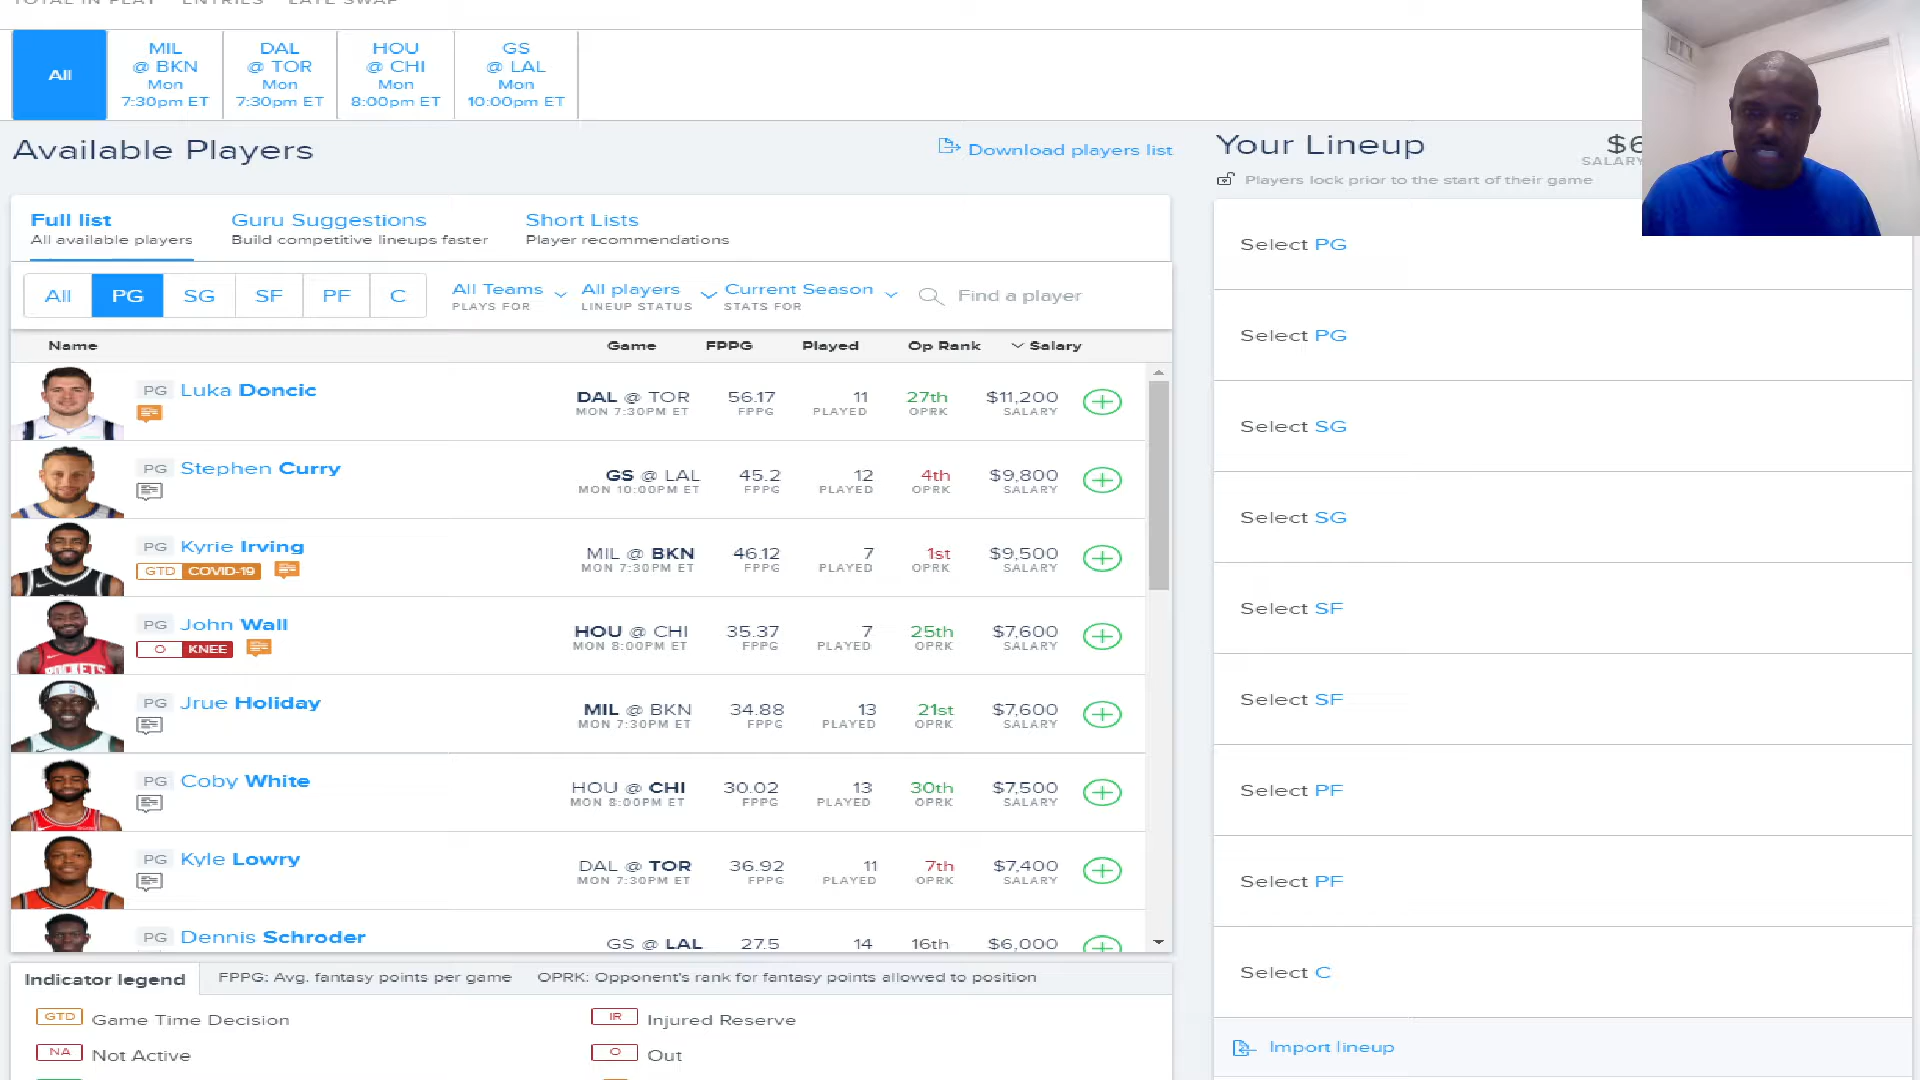 TOTAL IN PLAY ENTRIES LATE SWAP
All
MIL @ BKN Mon 7:30pm ET
DAL @ TOR Mon 7:30pm ET
HOU @ CHI Mon 8:00pm ET
GS @ LAL Mon 10:00pm ET
Available Players
Download players list
Full list
All available players
Guru Suggestions
Build competitive lineups faster
Short Lists
Player recommendations
All PG SG SF PF C
All Teams
PLAYS FOR
All players
LINEUP STATUS
Current Season
STATS FOR
Find a player
Name Game FPPG Played Op Rank Salary
PG Luka Doncic DAL @ TOR 56.17 11 27th $11,200
MON 7:30PM ET FPPG PLAYED OPRK SALARY
PG Stephen Curry GS @ LAL 45.2 12 4th $9,800
MON 10:00PM ET FPPG PLAYED OPRK SALARY
PG Kyrie Irving MIL @ BKN 46.12 7 1st $9,500
GTD COVID-19 MON 7:30PM ET FPPG PLAYED OPRK SALARY
PG John Wall HOU @ CHI 35.37 7 25th $7,600
O KNEE MON 8:00PM ET FPPG PLAYED OPRK SALARY
ROCKETS
PG Jrue Holiday MIL @ BKN 34.88 13 21st $7,600
MON 7:30PM ET FPPG PLAYED OPRK SALARY
PG Coby White HOU @ CHI 30.02 13 30th $7,500
MON 8:00PM ET FPPG PLAYED OPRK SALARY
PG Kyle Lowry DAL @ TOR 36.92 11 7th $7,400
MON 7:30PM ET FPPG PLAYED OPRK SALARY
PG Dennis Schroder GS @ LAL 27.5 14 16th $6,000
Indicator legend
FPPG: Avg. fantasy points per game
OPRK: Opponent's rank for fantasy points allowed to position
GTD Game Time Decision
IR Injured Reserve
NA Not Active
O Out
Your Lineup
$6
SALARY
Players lock prior to the start of their game
Select PG
Select PG
Select SG
Select SG
Select SF
Select SF
Select PF
Select PF
Select C
Import lineup